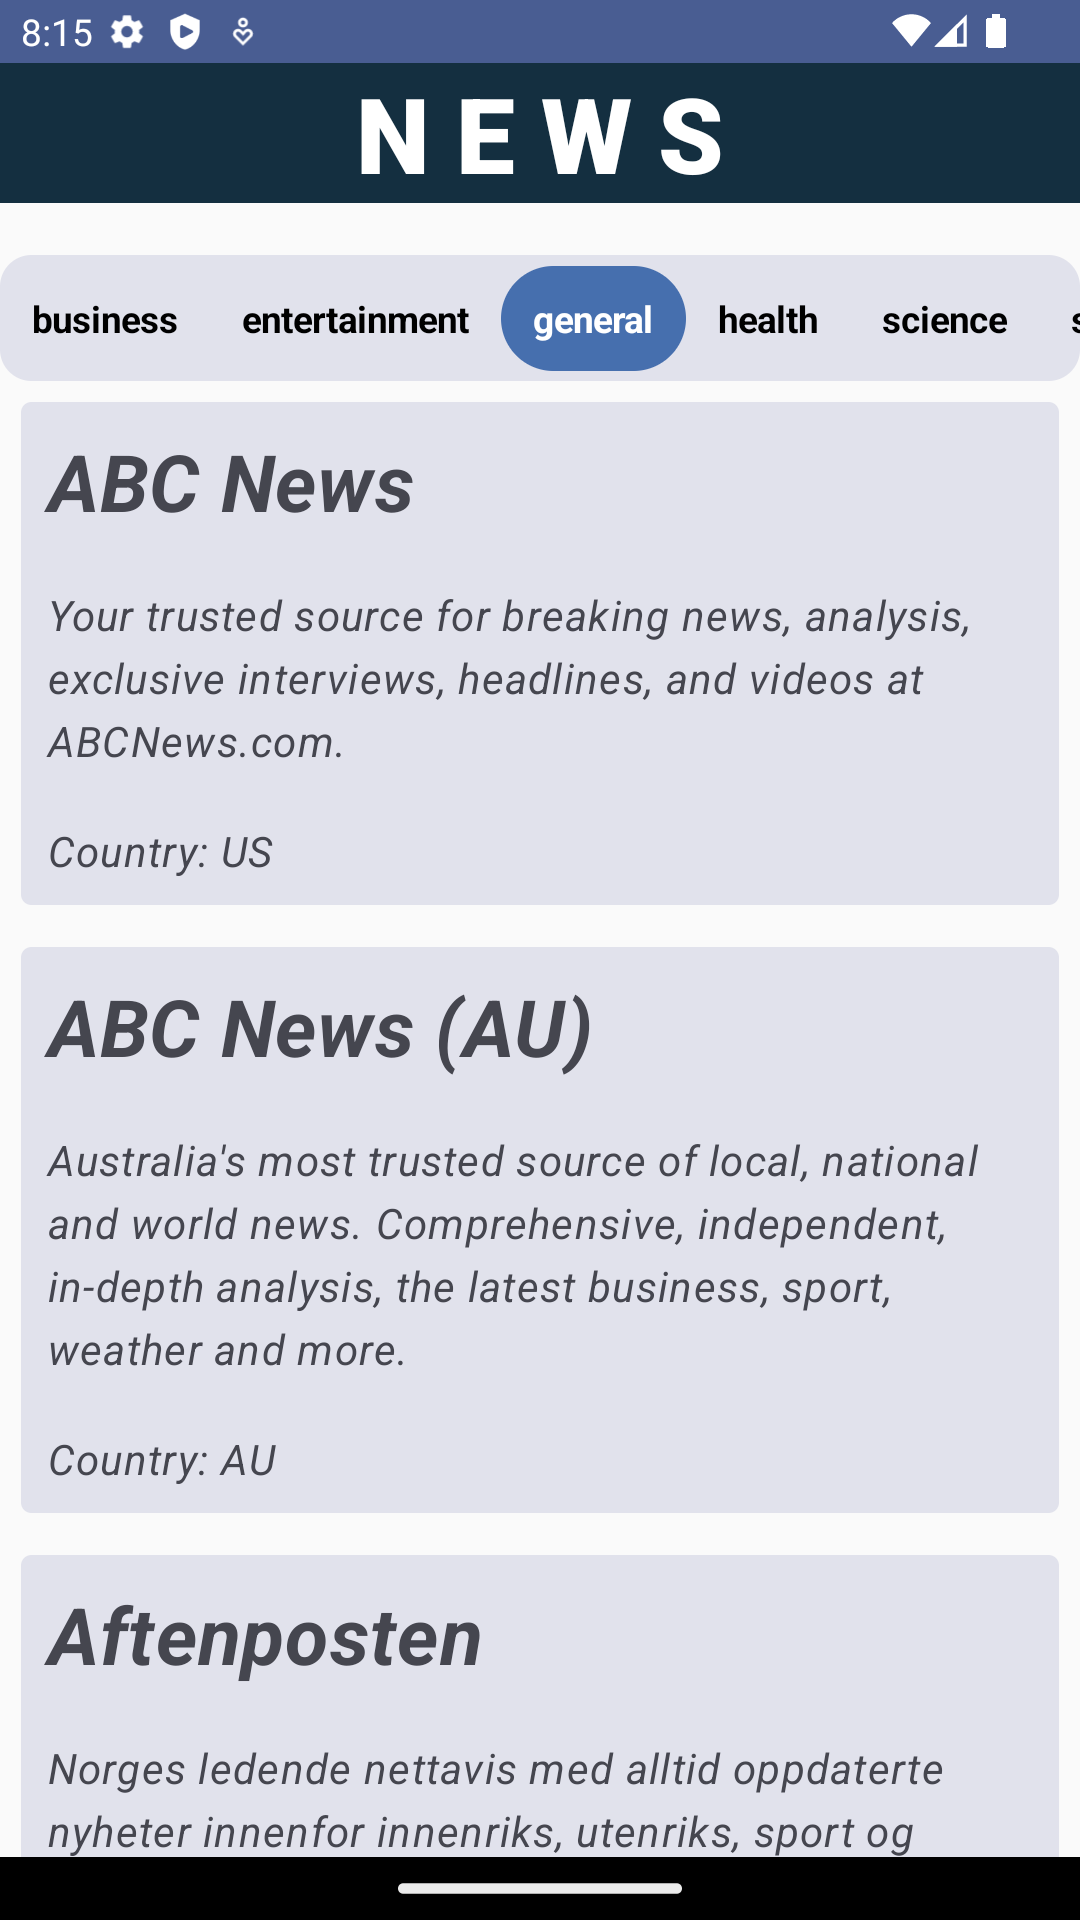 8:15
NEWS
business entertainment general health science
ABC News
Your trusted source for breaking news, analysis,
exclusive interviews, headlines, and videos at
ABCNews.com.
Country: US
ABC News (AU)
Australia's most trusted source of local, national
and world news. Comprehensive, independent,
in-depth analysis, the latest business, sport,
weather and more.
Country: AU
Aftenposten
Norges ledende nettavis med alltid oppdaterte
nyheter innenfor innenriks, utenriks, sport og